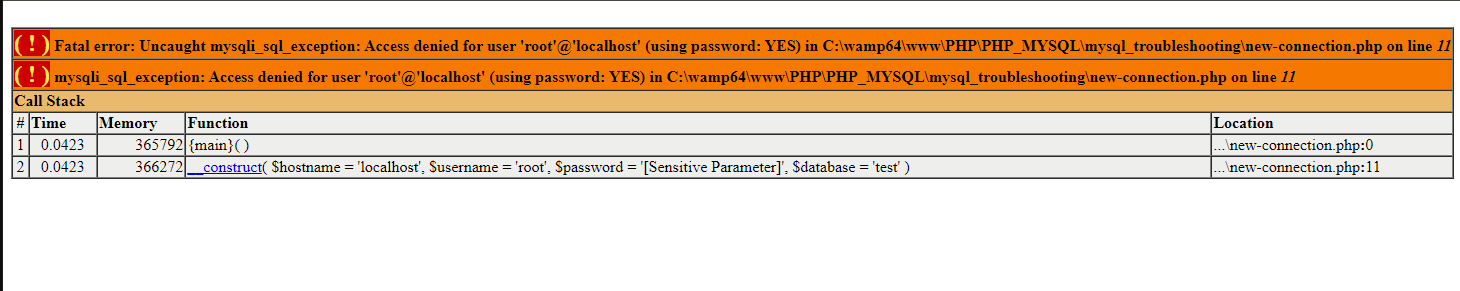 ( ! ) Fatal error: Uncaught mysqli_sql_exception: Access denied for user 'root'@'localhost' (using password: YES) in C:\wamp64\www\PHP\PHP_MYSQL\mysql_troubleshooting\new-connection.php on line 11
( ! ) mysqli_sql_exception: Access denied for user 'root'@'localhost' (using password: YES) in C:\wamp64\www\PHP\PHP_MYSQL\mysql_troubleshooting\new-connection.php on line 11
Call Stack
# Time Memory Function Location
1 0.0423 365792 {main}( ) ...\new-connection.php:0
2 0.0423 366272 __construct( $hostname = 'localhost', $username = 'root', $password = '[Sensitive Parameter]', $database = 'test' ) ...\new-connection.php:11